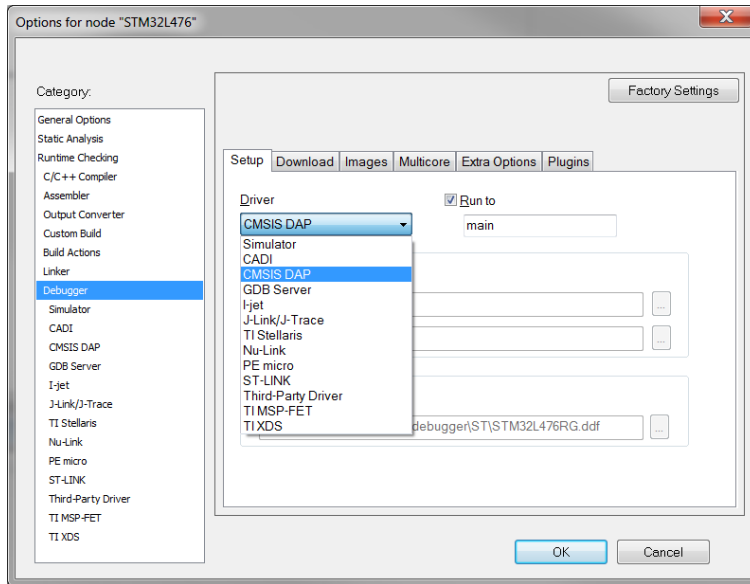 Options for node "STM32L476"
Category:
General Options
Static Analysis
Runtime Checking
C/C++ Compiler
Assembler
Output Converter
Custom Build
Build Actions
Linker
Debugger
Simulator
CADI
CMSIS DAP
GDB Server
I-jet
J-Link/J-Trace
TI Stellaris
Nu-Link
PE micro
ST-LINK
Third-Party Driver
TI MSP-FET
TI XDS
Factory Settings
Setup Download Images Multicore Extra Options Plugins
Driver
CMSIS DAP
Run to
main
Simulator
CADI
CMSIS DAP
GDB Server
I-jet
J-Link/J-Trace
TI Stellaris
Nu-Link
PE micro
ST-LINK
Third-Party Driver
TI MSP-FET
TI XDS
...
...
debugger\ST\STM32L476RG.ddf
...
OK Cancel